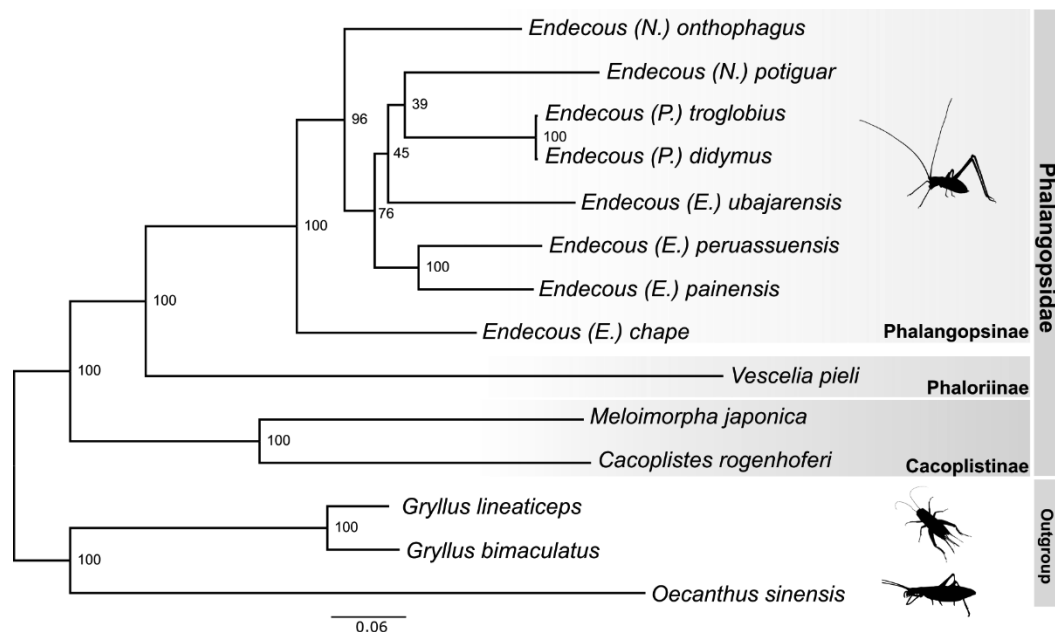 Endecous (N.) onthophagus
Endecous (N.) potiguar
39
Endecous (P.) troglobius
96
100
45
Endecous (P.) didymus
Endecous (E.) ubajarensis
76
100
Endecous (E.) peruassuensis
100
Endecous (E.) painensis
100
Endecous (E.) chape
Phalangopsinae
Phalangopsidae
100
Vescelia pieli
Phaloriinae
Meloimorpha japonica
100
Cacoplistes rogenhoferi
Cacoplistinae
Gryllus lineaticeps
100
Gryllus bimaculatus
100
Oecanthus sinensis
Outgroup
0.06